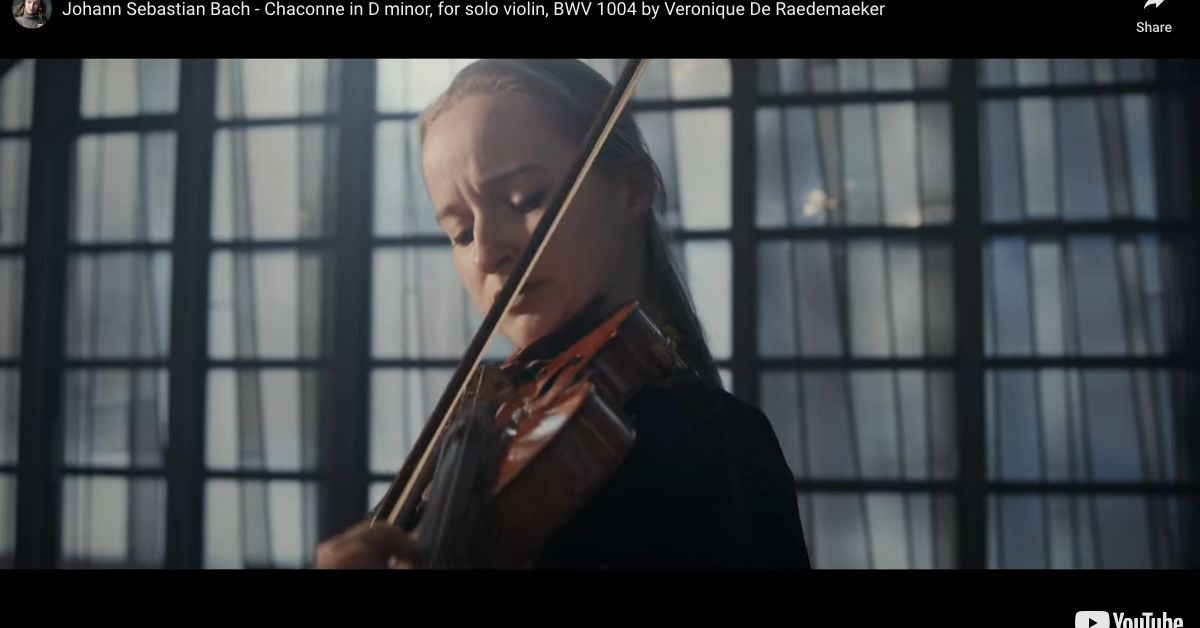 Johann Sebastian Bach - Chaconne in D minor, for solo violin, BWV 1004 by Veronique De Raedemaeker
Share
YouTube